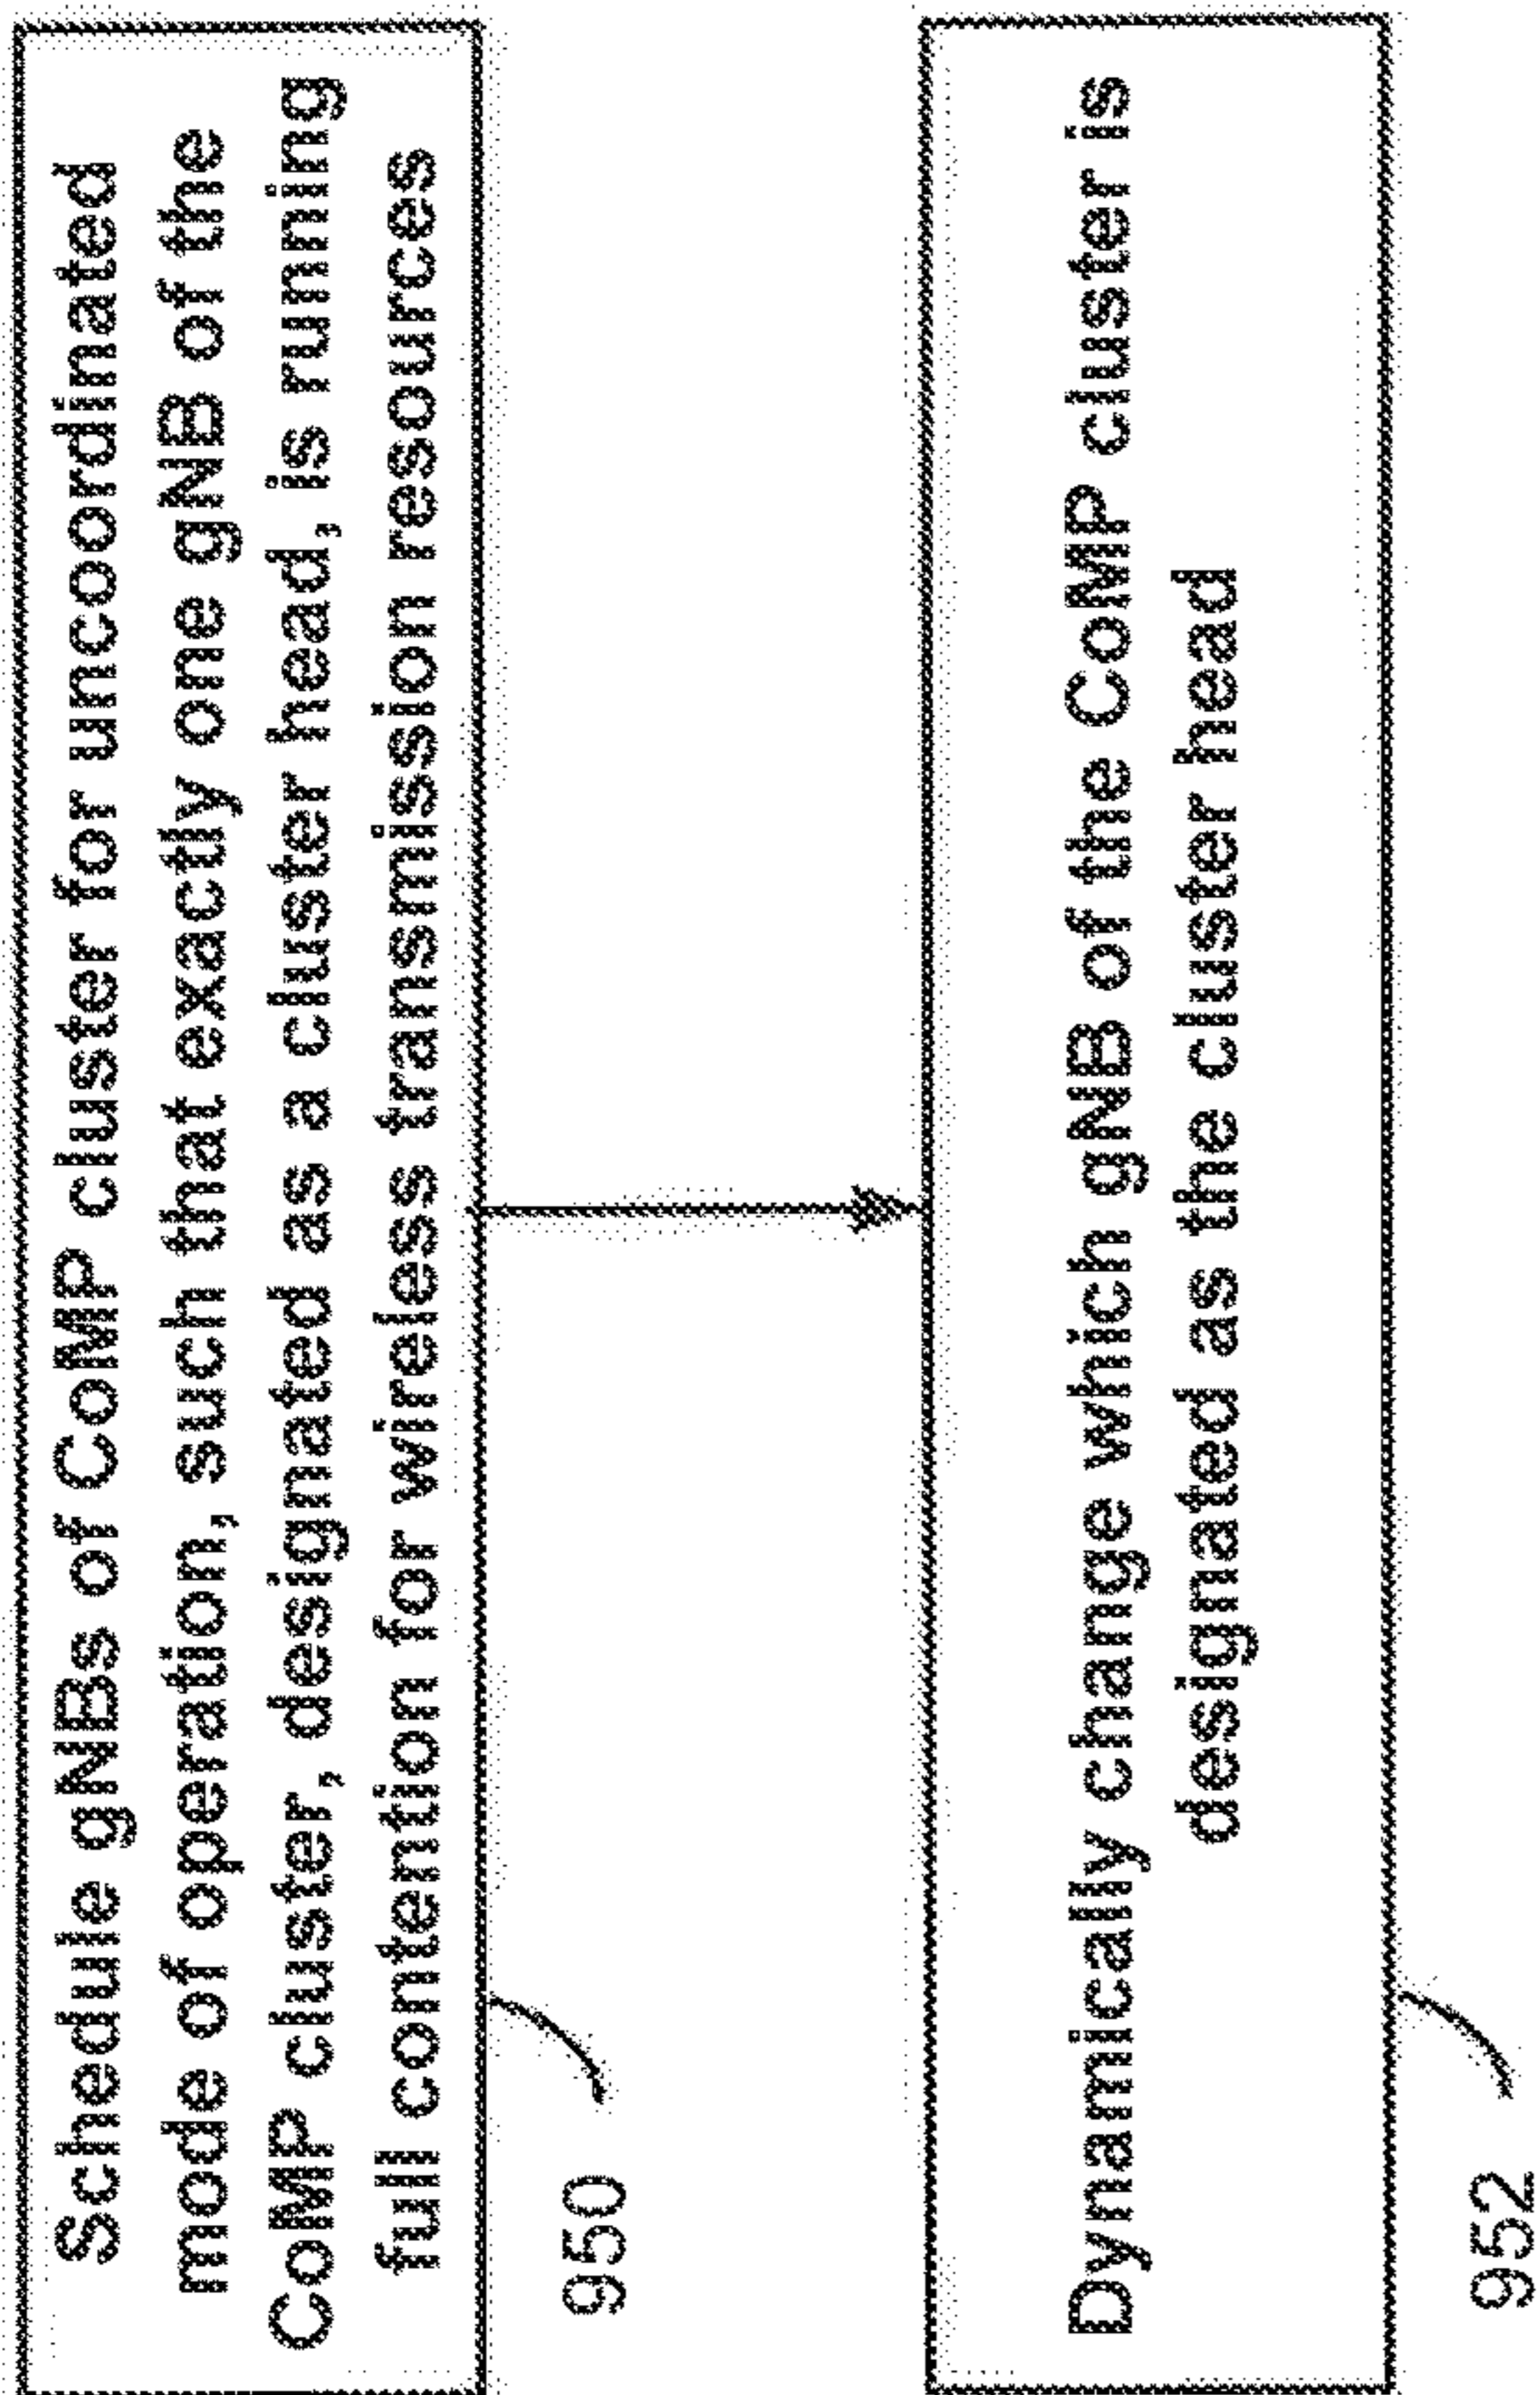 Schedule gNBs of CoMP cluster for uncoordinated
mode of operation, such that exactly one gNB of the
CoMP cluster, designated as a cluster head, is running
full contention for wireless transmission resources
950
Dynamically change which gNB of the CoMP cluster is
designated as the cluster head
952